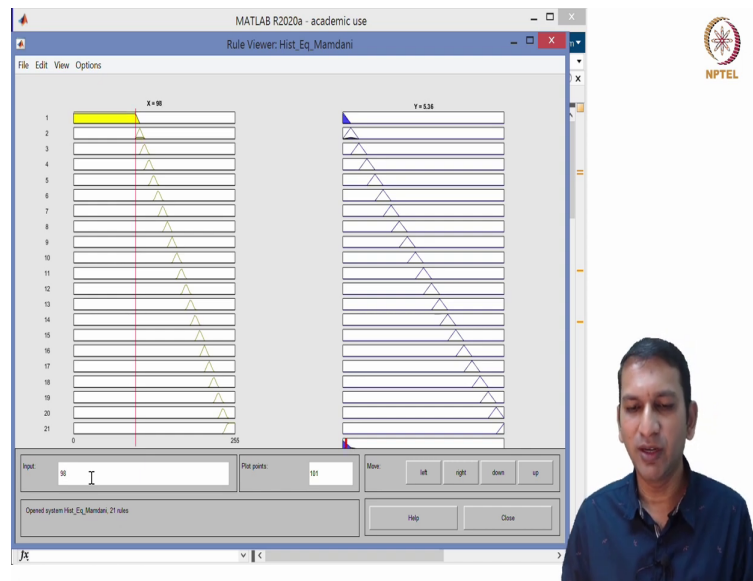 MATLAB R2020a - academic use
Rule Viewer: Hist_Eq_Mamdani
File Edit View Options
NPTEL
X = 98
Y = 5.36
1
2
3
4
5
6
7
8
9
10
11
12
13
14
15
16
17
18
19
20
21
0 255
Input:
98
Plot points:
101
Move:
left right down up
Opened system Hist_Eq_Mamdani, 21 rules
Help Close
fx